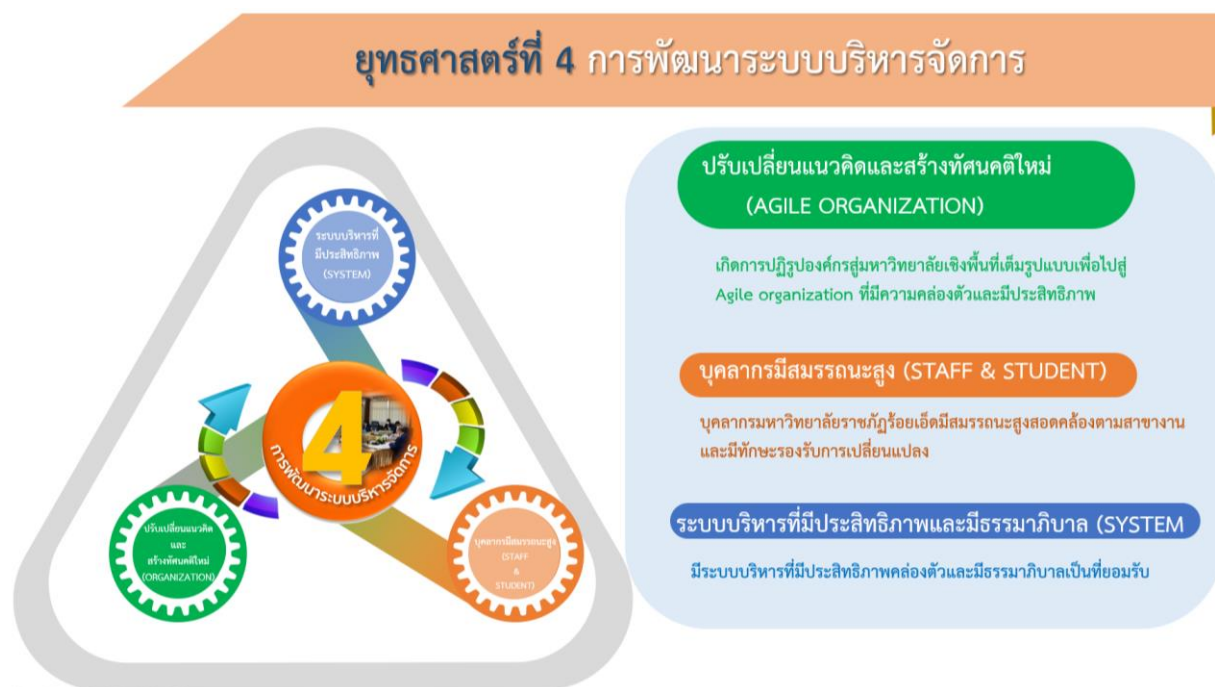 ยุทธศาสตร์ที่ 4 การพัฒนาระบบบริหารจัดการ
ระบบบริหารที่
มีประสิทธิภาพ
(SYSTEM)
4
การพัฒนาระบบบริหารจัดการ
ปรับเปลี่ยนแนวคิด
และ
สร้างทัศนคติใหม่
(ORGANIZATION)
บุคลากรมีสมรรถนะสูง
(STAFF
&
STUDENT)
ปรับเปลี่ยนแนวคิดและสร้างทัศนคติใหม่
(AGILE ORGANIZATION)
เกิดการปฏิรูปองค์กรสู่มหาวิทยาลัยเชิงพื้นที่เต็มรูปแบบเพื่อไปสู่
Agile organization ที่มีความคล่องตัวและมีประสิทธิภาพ
บุคลากรมีสมรรถนะสูง (STAFF & STUDENT)
บุคลากรมหาวิทยาลัยราชภัฏร้อยเอ็ดมีสมรรถนะสูงสอดคล้องตามสาขางาน
และมีทักษะรองรับการเปลี่ยนแปลง
ระบบบริหารที่มีประสิทธิภาพและมีธรรมาภิบาล (SYSTEM
มีระบบบริหารที่มีประสิทธิภาพคล่องตัวและมีธรรมาภิบาลเป็นที่ยอมรับ